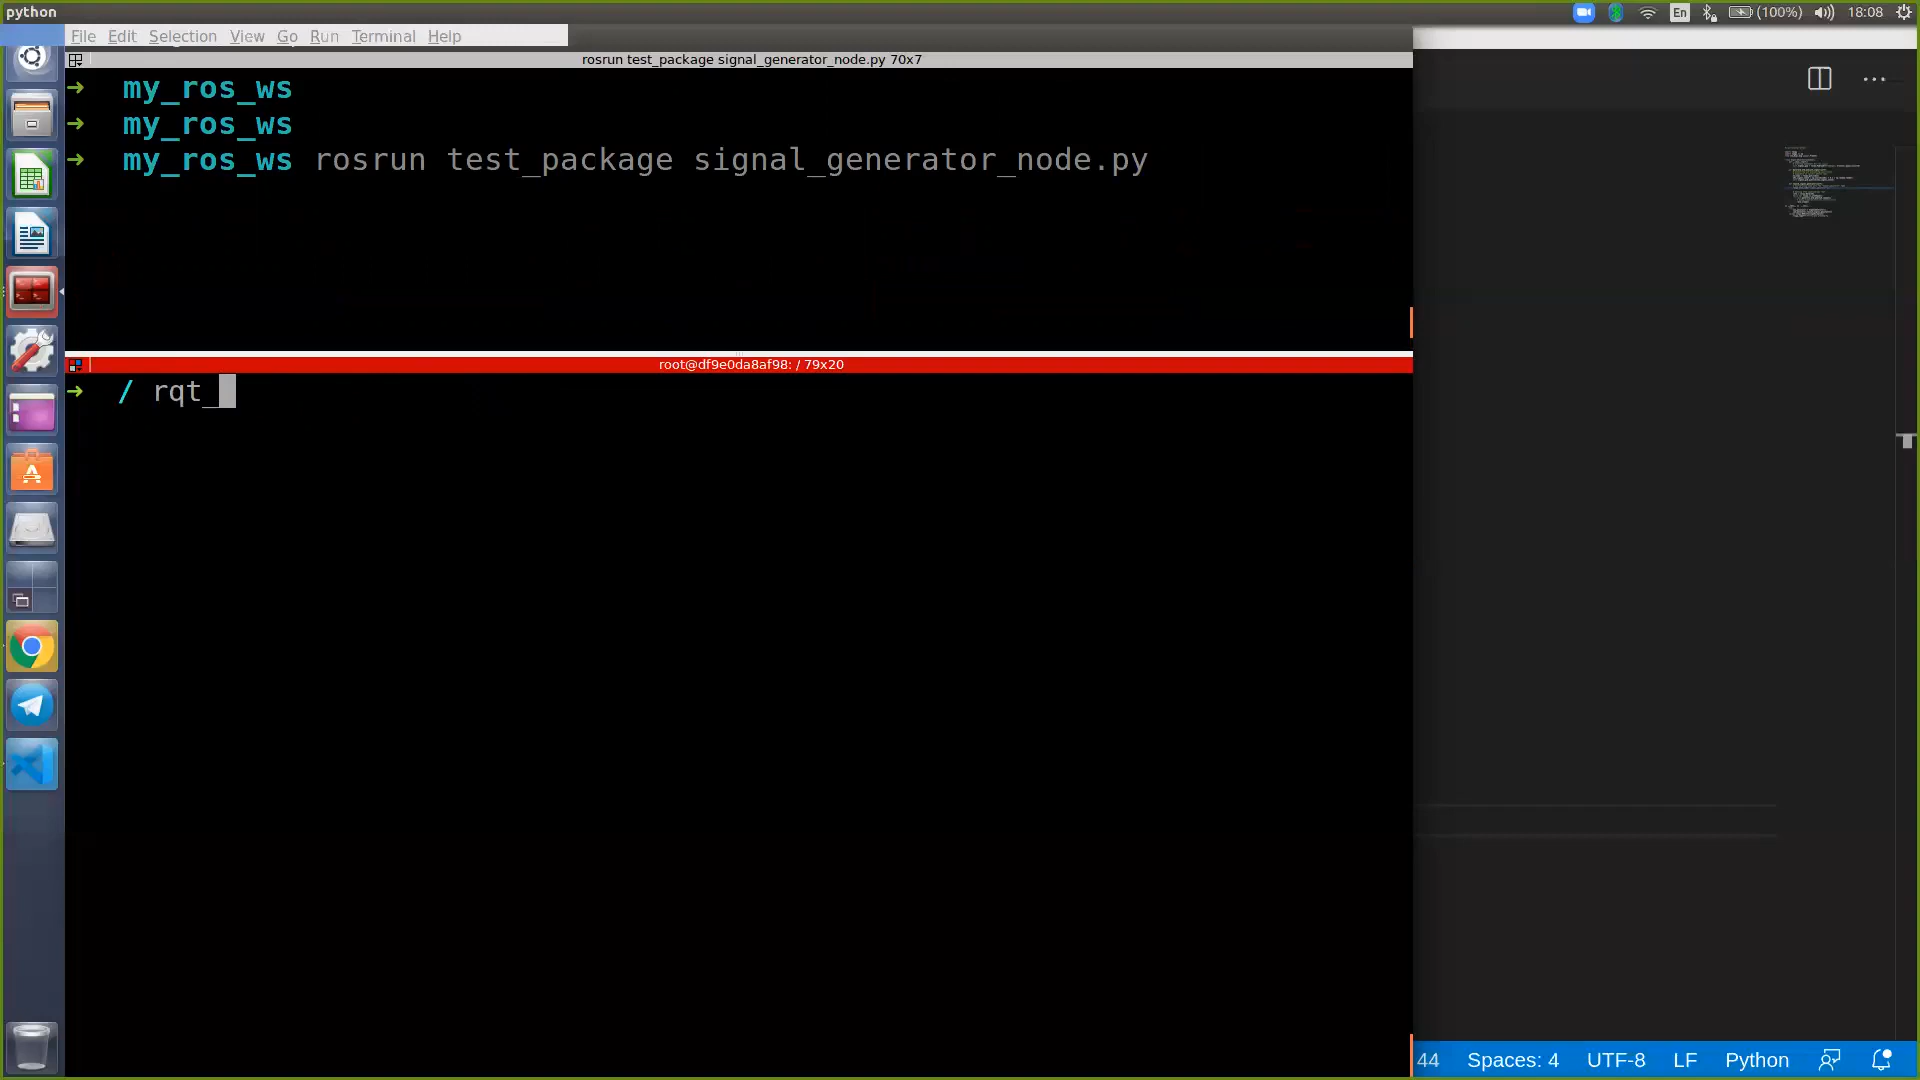 python
En (100%) 18:08
File Edit Selection View Go Run Terminal Help
rosrun test_package signal_generator_node.py 70x7
→ my_ros_ws
→ my_ros_ws
→ my_ros_ws rosrun test_package signal_generator_node.py
root@df9e0da8af98: / 79x20
→ / rqt_
44 Spaces: 4 UTF-8 LF Python